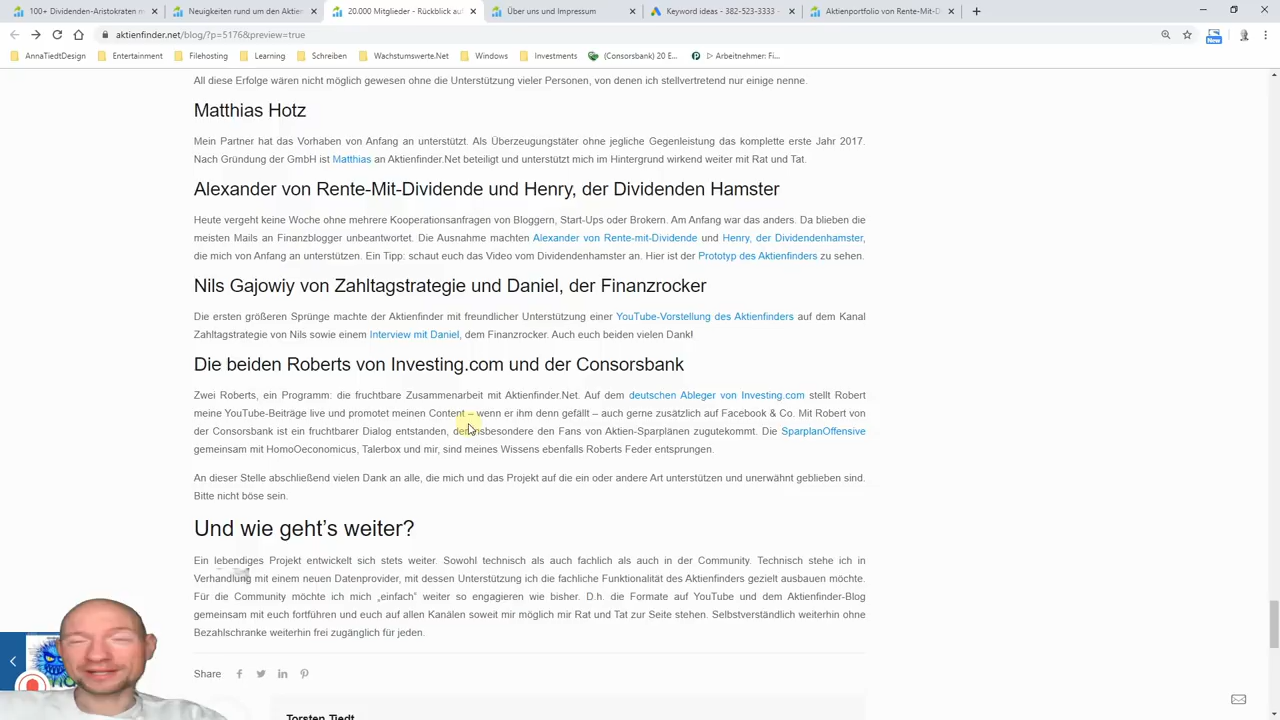 100+ Dividenden-Aristokraten m
Neuigkeiten rund um den Aktien
20.000 Mitglieder - Rückblick auf
Über uns und Impressum
Keyword ideas - 382-523-3333 -
Aktienportfolio von Rente-Mit-D
aktienfinder.net/blog/?p=5176&preview=true
AnnaTiedtDesign
Entertainment
Filehosting
Learning
Schreiben
Wachstumswerte.Net
Windows
Investments
(Consorsbank) 20 E...
▷ Arbeitnehmer: Fi...
New
All diese Erfolge wären nicht möglich gewesen ohne die Unterstützung vieler Personen, von denen ich stellvertretend nur einige nenne.
Matthias Hotz
Mein Partner hat das Vorhaben von Anfang an unterstützt. Als Überzeugungstäter ohne jegliche Gegenleistung das komplette erste Jahr 2017.
Nach Gründung der GmbH ist Matthias an Aktienfinder.Net beteiligt und unterstützt mich im Hintergrund wirkend weiter mit Rat und Tat.
Alexander von Rente-Mit-Dividende und Henry, der Dividenden Hamster
Heute vergeht keine Woche ohne mehrere Kooperationsanfragen von Bloggern, Start-Ups oder Brokern. Am Anfang war das anders. Da blieben die
meisten Mails an Finanzblogger unbeantwortet. Die Ausnahme machten Alexander von Rente-mit-Dividende und Henry, der Dividendenhamster,
die mich von Anfang an unterstützen. Ein Tipp: schaut euch das Video vom Dividendenhamster an. Hier ist der Prototyp des Aktienfinders zu sehen.
Nils Gajowiy von Zahltagstrategie und Daniel, der Finanzrocker
Die ersten größeren Sprünge machte der Aktienfinder mit freundlicher Unterstützung einer YouTube-Vorstellung des Aktienfinders auf dem Kanal
Zahltagstrategie von Nils sowie einem Interview mit Daniel, dem Finanzrocker. Auch euch beiden vielen Dank!
Die beiden Roberts von Investing.com und der Consorsbank
Zwei Roberts, ein Programm: die fruchtbare Zusammenarbeit mit Aktienfinder.Net. Auf dem deutschen Ableger von Investing.com stellt Robert
meine YouTube-Beiträge live und promotet meinen Content – wenn er ihm denn gefällt – auch gerne zusätzlich auf Facebook & Co. Mit Robert von
der Consorsbank ist ein fruchtbarer Dialog entstanden, der insbesondere den Fans von Aktien-Sparplänen zugutekommt. Die SparplanOffensive
gemeinsam mit HomoOeconomicus, Talerbox und mir, sind meines Wissens ebenfalls Roberts Feder entsprungen.
An dieser Stelle abschließend vielen Dank an alle, die mich und das Projekt auf die ein oder andere Art unterstützen und unerwähnt geblieben sind.
Bitte nicht böse sein.
Und wie geht's weiter?
Ein lebendiges Projekt entwickelt sich stets weiter. Sowohl technisch als auch fachlich als auch in der Community. Technisch stehe ich in
Verhandlung mit einem neuen Datenprovider, mit dessen Unterstützung ich die fachliche Funktionalität des Aktienfinders gezielt ausbauen möchte.
Für die Community möchte ich mich „einfach" weiter so engagieren wie bisher. D.h. die Formate auf YouTube und dem Aktienfinder-Blog
gemeinsam mit euch fortführen und euch auf allen Kanälen soweit mir möglich mir Rat und Tat zur Seite stehen. Selbstverständlich weiterhin ohne
Bezahlschranke weiterhin frei zugänglich für jeden.
Share
Torsten Tiedt